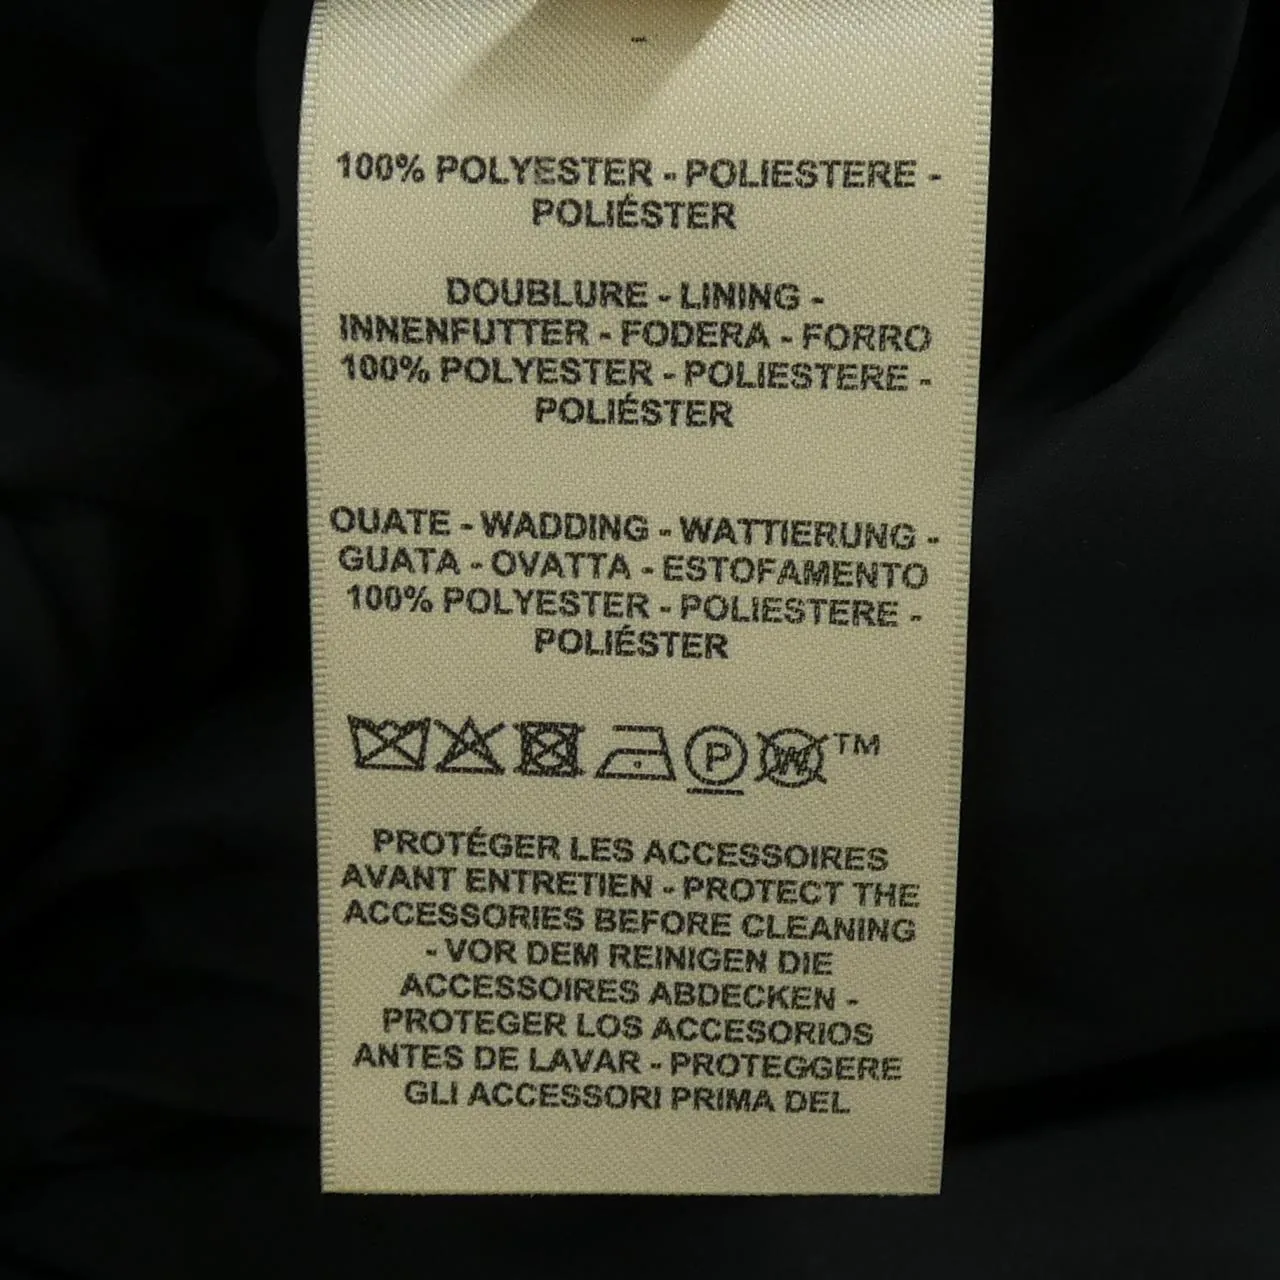 100% POLYESTER - POLIESTERE -
POLIÉSTER
DOUBLURE - LINING -
INNENFUTTER - FODERA - FORRO
100% POLYESTER - POLIESTERE -
POLIÉSTER
OUATE - WADDING - WATTIERUNG -
GUATA - OVATTA - ESTOFAMENTO
100% POLYESTER - POLIESTERE -
POLIÉSTER
P W TM
PROTÉGER LES ACCESSOIRES
AVANT ENTRETIEN - PROTECT THE
ACCESSORIES BEFORE CLEANING
- VOR DEM REINIGEN DIE
ACCESSOIRES ABDECKEN -
PROTEGER LOS ACCESORIOS
ANTES DE LAVAR - PROTEGGERE
GLI ACCESSORI PRIMA DEL